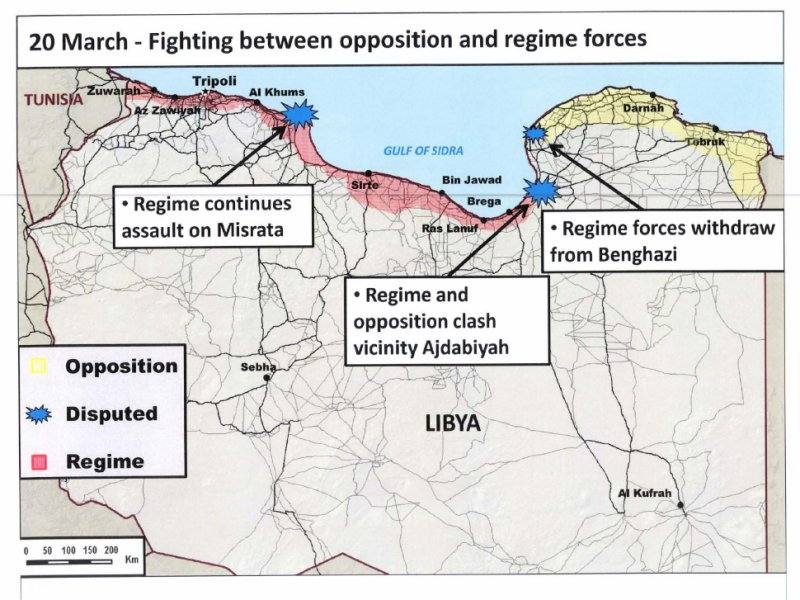 20 March - Fighting between opposition and regime forces
TUNISIA
Zuwarah
Az Zawiyah
Tripoli
Al Khums
GULF OF SIDRA
Darnah
Tobruk
Sirte
Bin Jawad
Brega
Ras Lanuf
• Regime continues
assault on Misrata
• Regime forces withdraw
from Benghazi
• Regime and
opposition clash
vicinity Ajdabiyah
Sebha
LIBYA
Al Kufrah
Opposition
Disputed
Regime
0 50 100 150 200
Km